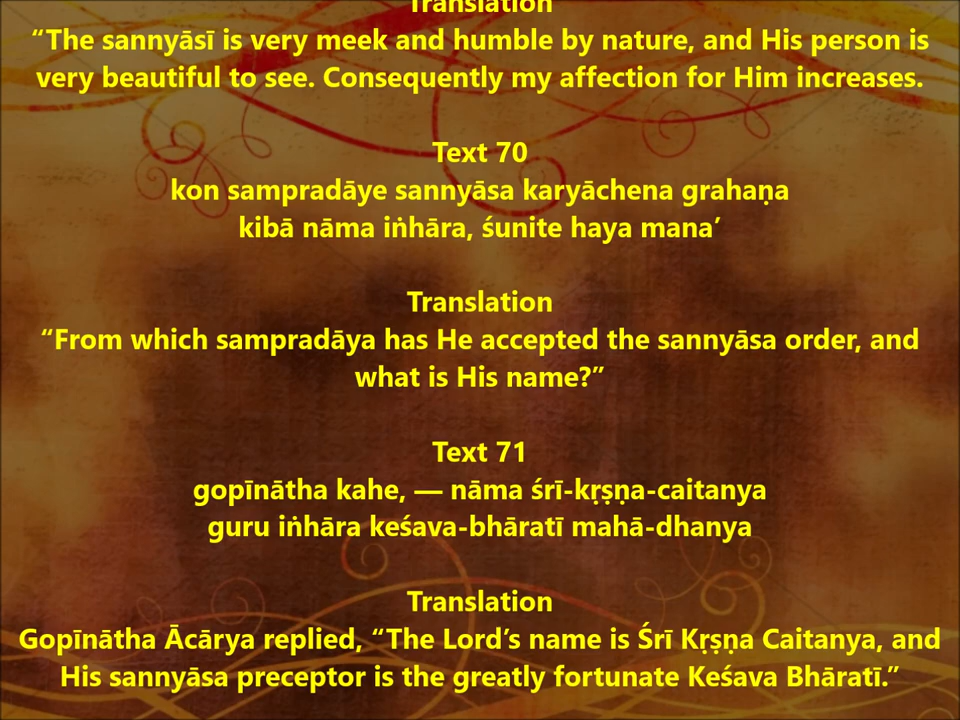 Translation
“The sannyāsī is very meek and humble by nature, and His person is
very beautiful to see. Consequently my affection for Him increases.
Text 70
kon sampradāye sannyāsa karyāchena grahaṇa
kibā nāma iṅhāra, śunite haya mana’
Translation
“From which sampradāya has He accepted the sannyāsa order, and
what is His name?”
Text 71
gopīnātha kahe, — nāma śrī-kṛṣṇa-caitanya
guru iṅhāra keśava-bhāratī mahā-dhanya
Translation
Gopīnātha Ācārya replied, “The Lord’s name is Śrī Kṛṣṇa Caitanya, and
His sannyāsa preceptor is the greatly fortunate Keśava Bhāratī.”